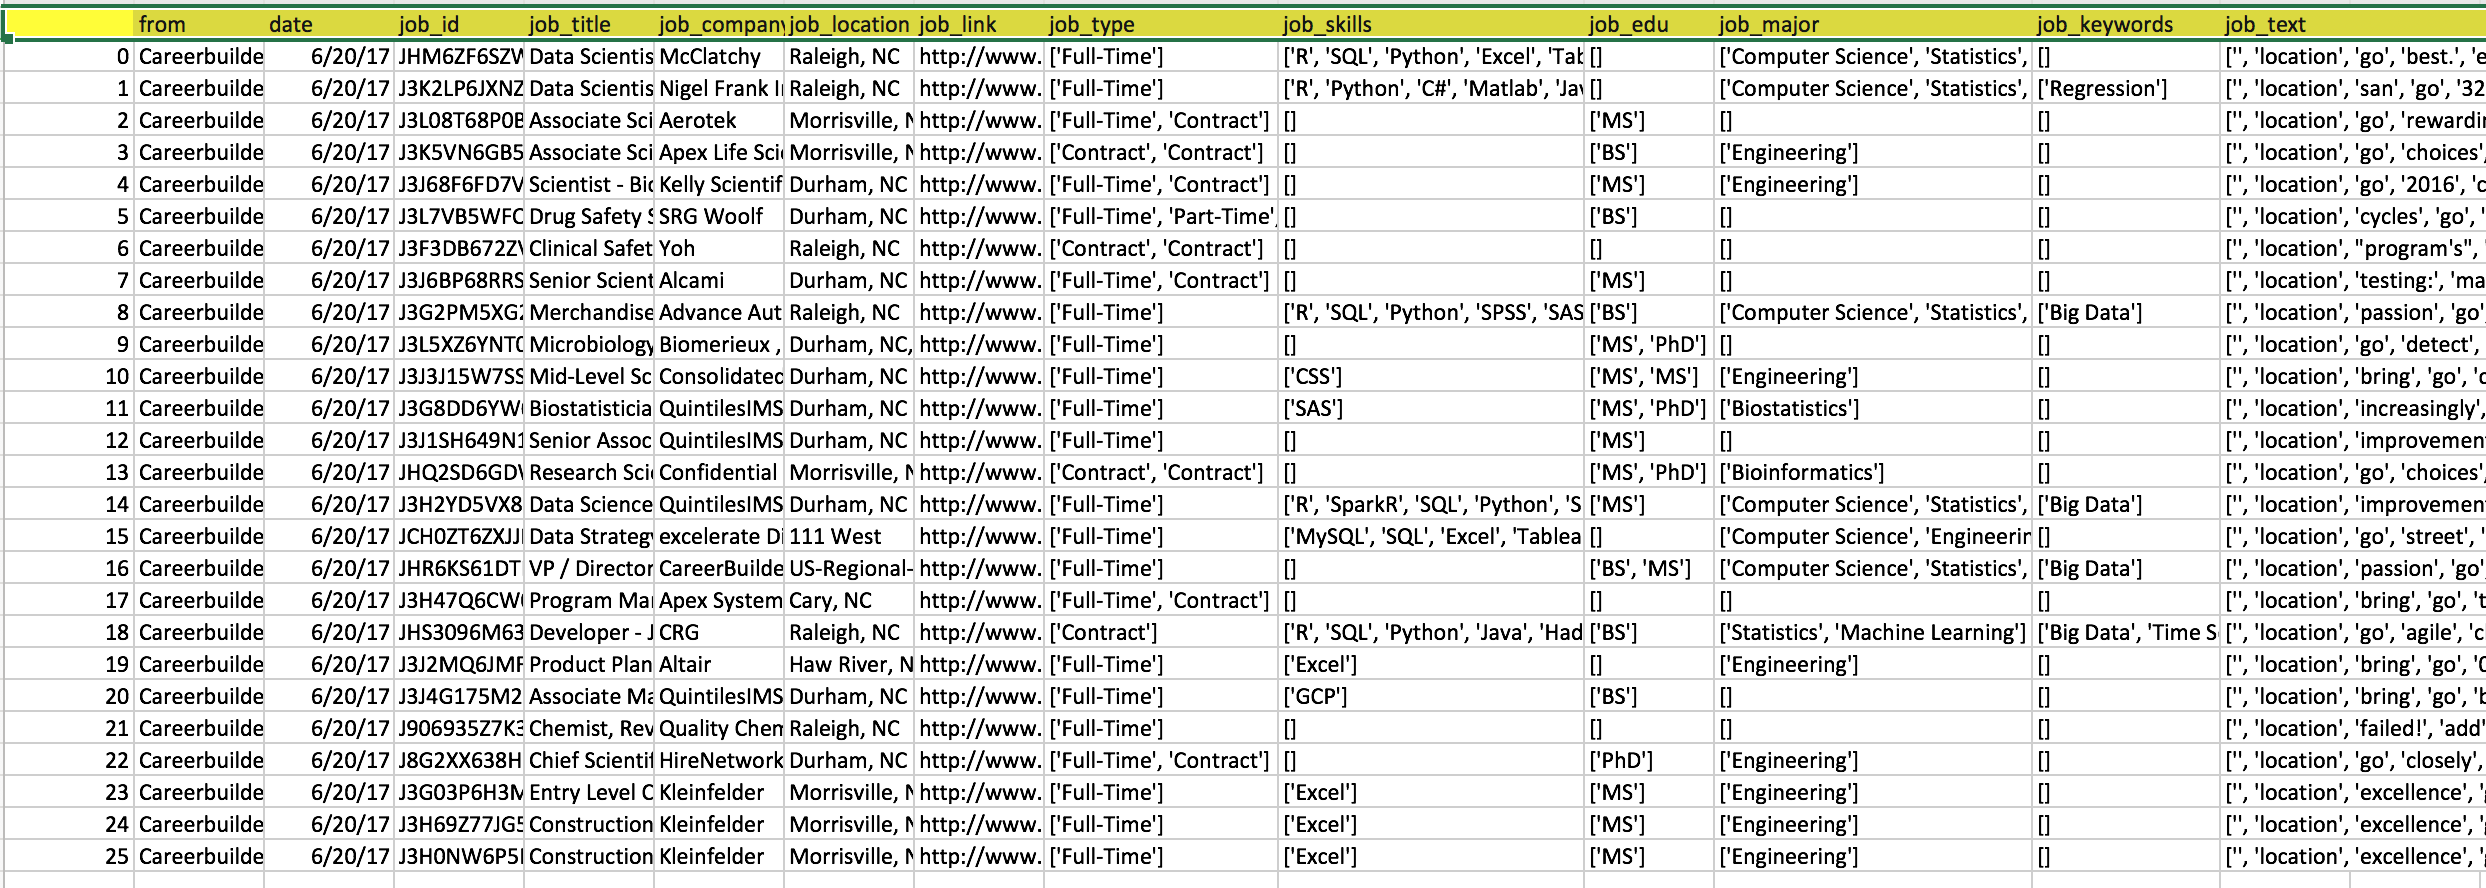 from date job_id job_title job_company job_location job_link job_type job_skills job_edu job_major job_keywords job_text
0 Careerbuilde 6/20/17 JHM6ZF6SZW Data Scientis McClatchy Raleigh, NC http://www. ['Full-Time'] ['R', 'SQL', 'Python', 'Excel', 'Tab [] ['Computer Science', 'Statistics', [] ['', 'location', 'go', 'best.', 'e
1 Careerbuilde 6/20/17 J3K2LP6JXNZ Data Scientis Nigel Frank I Raleigh, NC http://www. ['Full-Time'] ['R', 'Python', 'C#', 'Matlab', 'Jav [] ['Computer Science', 'Statistics', ['Regression'] ['', 'location', 'san', 'go', '32
2 Careerbuilde 6/20/17 J3L08T68P0B Associate Sci Aerotek Morrisville, N http://www. ['Full-Time', 'Contract'] [] ['MS'] [] [] ['', 'location', 'go', 'rewardin
3 Careerbuilde 6/20/17 J3K5VN6GB5 Associate Sci Apex Life Scie Morrisville, N http://www. ['Contract', 'Contract'] [] ['BS'] ['Engineering'] [] ['', 'location', 'go', 'choices',
4 Careerbuilde 6/20/17 J3J68F6FD7V Scientist - Bio Kelly Scientif Durham, NC http://www. ['Full-Time', 'Contract'] [] ['MS'] ['Engineering'] [] ['', 'location', 'go', '2016', 'c
5 Careerbuilde 6/20/17 J3L7VB5WFC Drug Safety S SRG Woolf Durham, NC http://www. ['Full-Time', 'Part-Time', [] ['BS'] [] [] ['', 'location', 'cycles', 'go', '
6 Careerbuilde 6/20/17 J3F3DB672ZV Clinical Safet Yoh Raleigh, NC http://www. ['Contract', 'Contract'] [] [] [] [] ['', 'location', "program's", '
7 Careerbuilde 6/20/17 J3J6BP68RRS Senior Scient Alcami Durham, NC http://www. ['Full-Time', 'Contract'] [] ['MS'] [] [] ['', 'location', 'testing:', 'ma
8 Careerbuilde 6/20/17 J3G2PM5XG2 Merchandise Advance Aut Raleigh, NC http://www. ['Full-Time'] ['R', 'SQL', 'Python', 'SPSS', 'SAS ['BS'] ['Computer Science', 'Statistics', ['Big Data'] ['', 'location', 'passion', 'go'
9 Careerbuilde 6/20/17 J3L5XZ6YNT0 Microbiology Biomerieux , Durham, NC, http://www. ['Full-Time'] [] ['MS', 'PhD'] [] [] ['', 'location', 'go', 'detect',
10 Careerbuilde 6/20/17 J3J3J15W7SS Mid-Level Sc Consolidated Durham, NC http://www. ['Full-Time'] ['CSS'] ['MS', 'MS'] ['Engineering'] [] ['', 'location', 'bring', 'go', 'c
11 Careerbuilde 6/20/17 J3G8DD6YW Biostatisticia QuintilesIMS Durham, NC http://www. ['Full-Time'] ['SAS'] ['MS', 'PhD'] ['Biostatistics'] [] ['', 'location', 'increasingly',
12 Careerbuilde 6/20/17 J3J1SH649N1 Senior Assoc QuintilesIMS Durham, NC http://www. ['Full-Time'] [] ['MS'] [] [] ['', 'location', 'improvemen
13 Careerbuilde 6/20/17 JHQ2SD6GD Research Sci Confidential Morrisville, N http://www. ['Contract', 'Contract'] [] ['MS', 'PhD'] ['Bioinformatics'] [] ['', 'location', 'go', 'choices',
14 Careerbuilde 6/20/17 J3H2YD5VX8 Data Science QuintilesIMS Durham, NC http://www. ['Full-Time'] ['R', 'SparkR', 'SQL', 'Python', 'S ['MS'] ['Computer Science', 'Statistics', ['Big Data'] ['', 'location', 'improvemen
15 Careerbuilde 6/20/17 JCH0ZT6ZXJJ Data Strategy excelerate Di 111 West http://www. ['Full-Time'] ['MySQL', 'SQL', 'Excel', 'Tablea [] ['Computer Science', 'Engineerin [] ['', 'location', 'go', 'street', '
16 Careerbuilde 6/20/17 JHR6KS61DT VP / Director CareerBuilde US-Regional- http://www. ['Full-Time'] [] ['BS', 'MS'] ['Computer Science', 'Statistics', ['Big Data'] ['', 'location', 'passion', 'go'
17 Careerbuilde 6/20/17 J3H47Q6CW Program Ma Apex System Cary, NC http://www. ['Full-Time', 'Contract'] [] [] [] [] ['', 'location', 'bring', 'go', 't
18 Careerbuilde 6/20/17 JHS3096M63 Developer - J CRG Raleigh, NC http://www. ['Contract'] ['R', 'SQL', 'Python', 'Java', 'Had ['BS'] ['Statistics', 'Machine Learning'] ['Big Data', 'Time S ['', 'location', 'go', 'agile', 'c
19 Careerbuilde 6/20/17 J3J2MQ6JMF Product Plan Altair Haw River, N http://www. ['Full-Time'] ['Excel'] [] ['Engineering'] [] ['', 'location', 'bring', 'go', '0
20 Careerbuilde 6/20/17 J3J4G175M2 Associate Ma QuintilesIMS Durham, NC http://www. ['Full-Time'] ['GCP'] ['BS'] [] [] ['', 'location', 'bring', 'go', 'b
21 Careerbuilde 6/20/17 J906935Z7K3 Chemist, Rev Quality Chem Raleigh, NC http://www. ['Full-Time'] [] [] [] [] ['', 'location', 'failed!', 'add'
22 Careerbuilde 6/20/17 J8G2XX638H Chief Scientif HireNetwork Durham, NC http://www. ['Full-Time', 'Contract'] [] ['PhD'] ['Engineering'] [] ['', 'location', 'go', 'closely',
23 Careerbuilde 6/20/17 J3G03P6H3M Entry Level C Kleinfelder Morrisville, N http://www. ['Full-Time'] ['Excel'] ['MS'] ['Engineering'] [] ['', 'location', 'excellence', '
24 Careerbuilde 6/20/17 J3H69Z77JG5 Construction Kleinfelder Morrisville, N http://www. ['Full-Time'] ['Excel'] ['MS'] ['Engineering'] [] ['', 'location', 'excellence', '
25 Careerbuilde 6/20/17 J3H0NW6P5 Construction Kleinfelder Morrisville, N http://www. ['Full-Time'] ['Excel'] ['MS'] ['Engineering'] [] ['', 'location', 'excellence', '